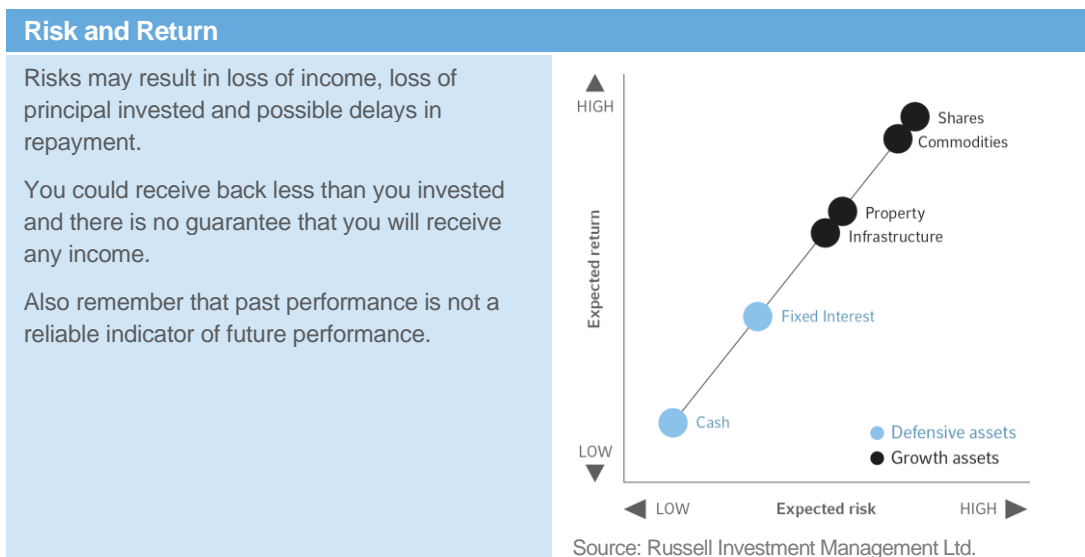 Risk and Return
Risks may result in loss of income, loss of
principal invested and possible delays in
repayment.
You could receive back less than you invested
and there is no guarantee that you will receive
any income.
Also remember that past performance is not a
reliable indicator of future performance.
HIGH
Shares
Commodities
Property
Infrastructure
Expected return
Fixed Interest
Cash
Defensive assets
Growth assets
LOW
LOW Expected risk HIGH
Source: Russell Investment Management Ltd.